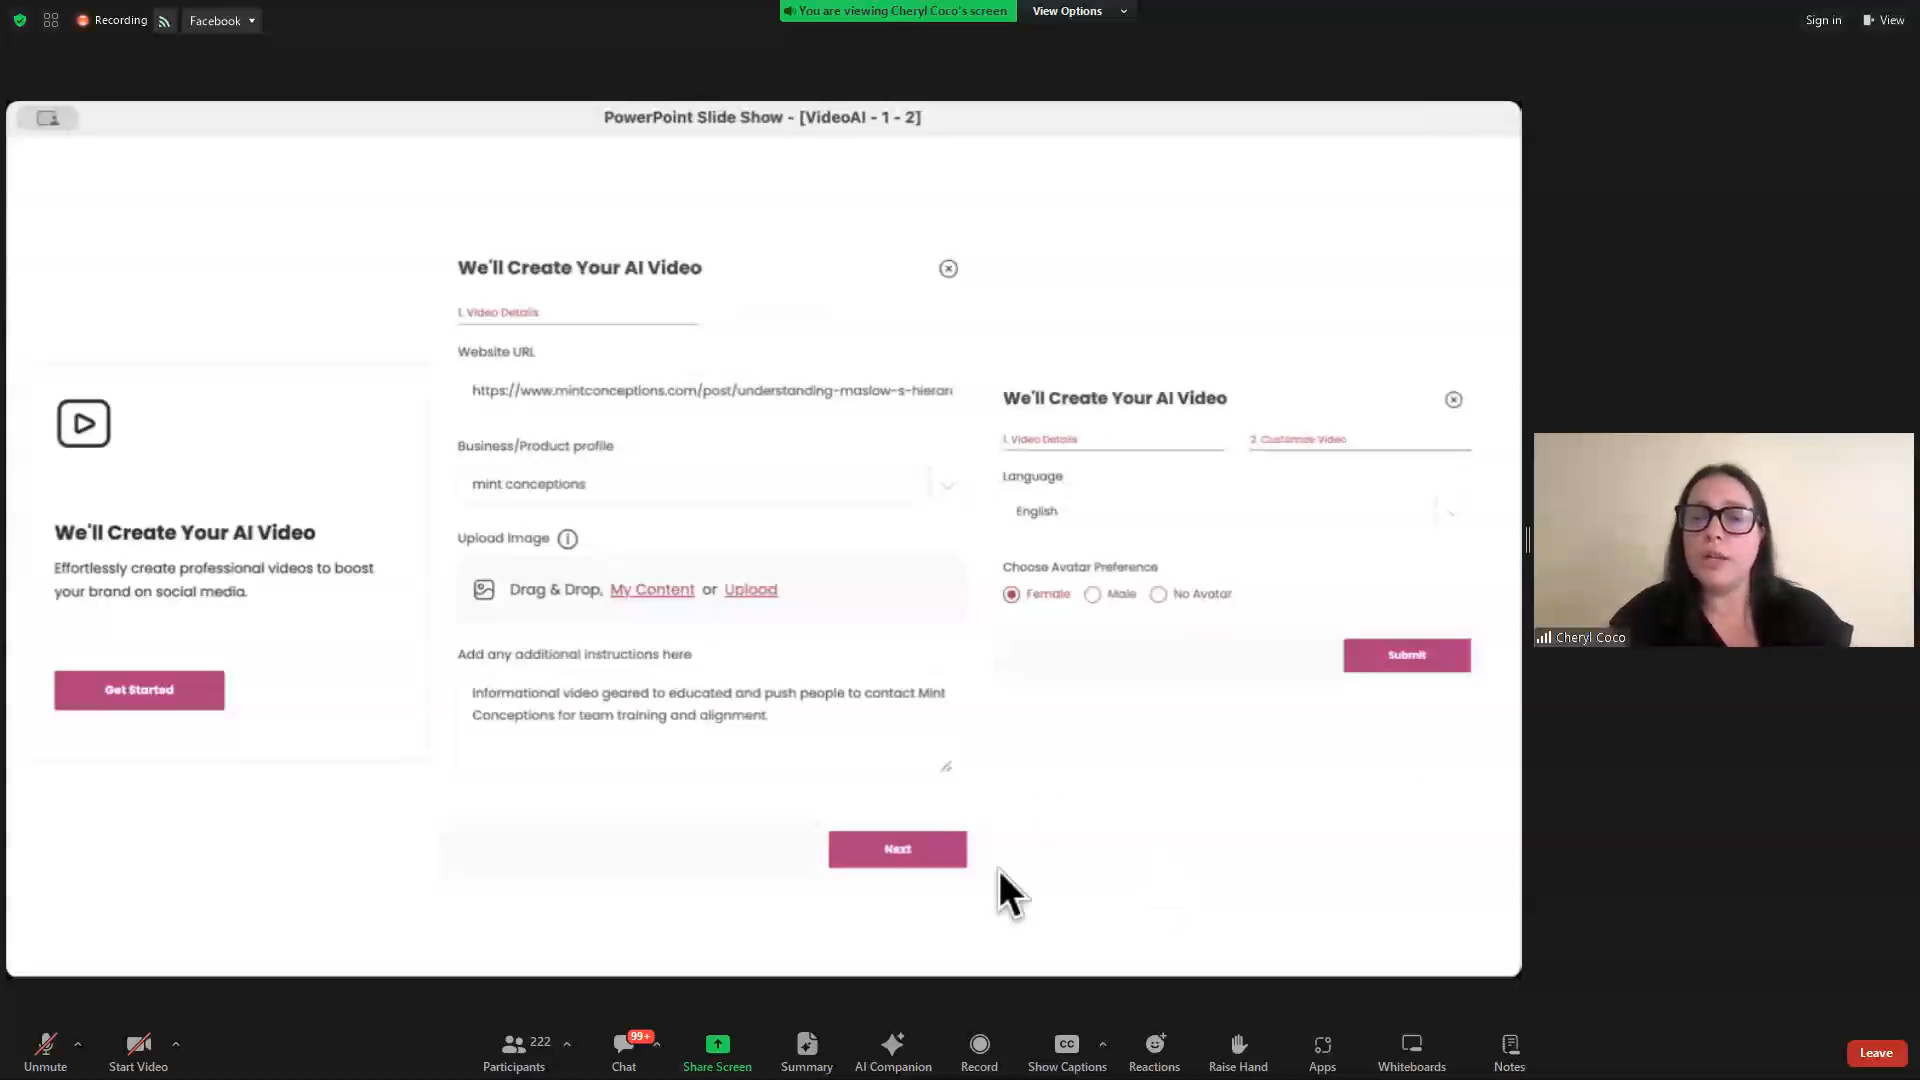 Recording
Facebook
You are viewing Cheryl Coco's screen
View Options
Sign in
View
PowerPoint Slide Show - [VideoAI - 1 - 2]
We'll Create Your AI Video
Effortlessly create professional videos to boost
your brand on social media.
Get Started
We'll Create Your AI Video
1. Video Details
Website URL
https://www.mintconceptions.com/post/understanding-maslow-s-hierarc
Business/Product profile
mint conceptions
Upload Image
Drag & Drop, My Content or Upload
Add any additional instructions here
Informational video geared to educated and push people to contact Mint
Conceptions for team training and alignment.
Next
We'll Create Your AI Video
1. Video Details
2. Customize Video
Language
English
Choose Avatar Preference
Female
Male
No Avatar
Submit
Cheryl Coco
Unmute
Start Video
222
Participants
99+
Chat
Share Screen
Summary
AI Companion
Record
CC
Show Captions
Reactions
Raise Hand
Apps
Whiteboards
Notes
Leave